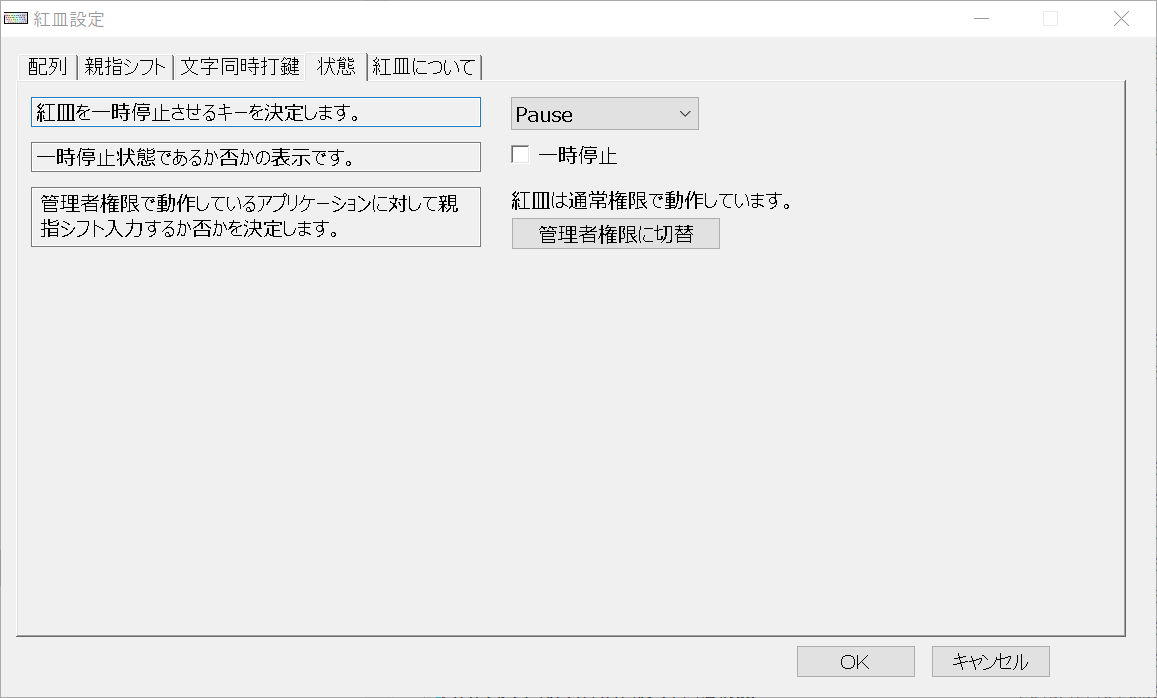 紅皿設定
配列 親指シフト 文字同時打鍵 状態 紅皿について
紅皿を一時停止させるキーを決定します。
Pause
一時停止状態であるか否かの表示です。
一時停止
管理者権限で動作しているアプリケーションに対して親
指シフト入力するか否かを決定します。
紅皿は通常権限で動作しています。
管理者権限に切替
OK キャンセル